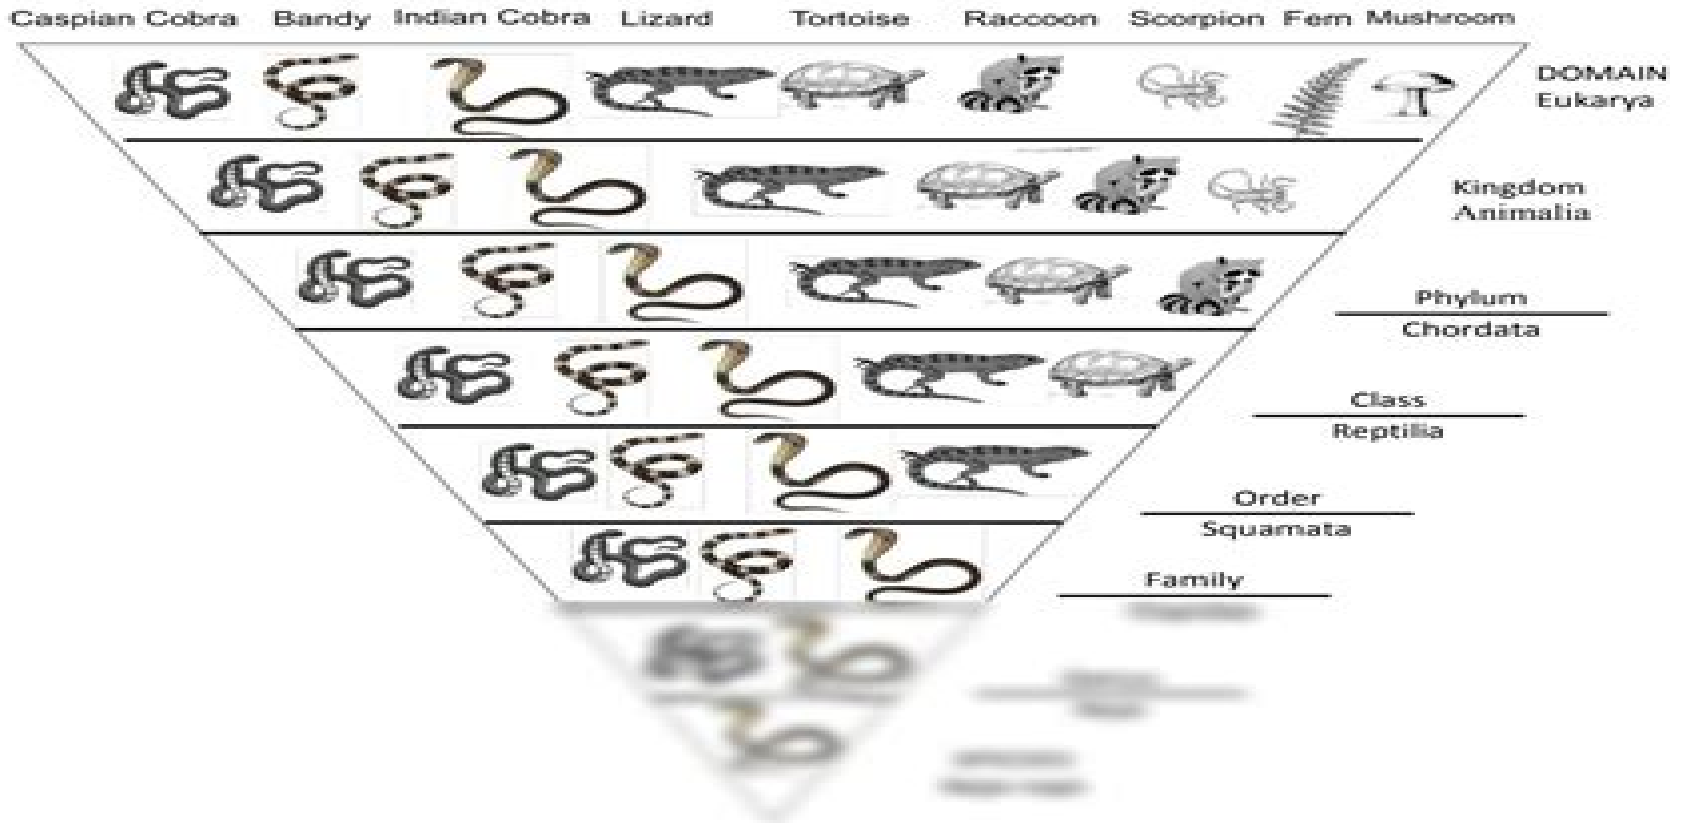 Caspian Cobra Bandy Indian Cobra Lizard Tortoise Raccoon Scorpion Fern Mushroom
DOMAIN
Eukarya
Kingdom
Animalia
Phylum
Chordata
Class
Reptilia
Order
Squamata
Family